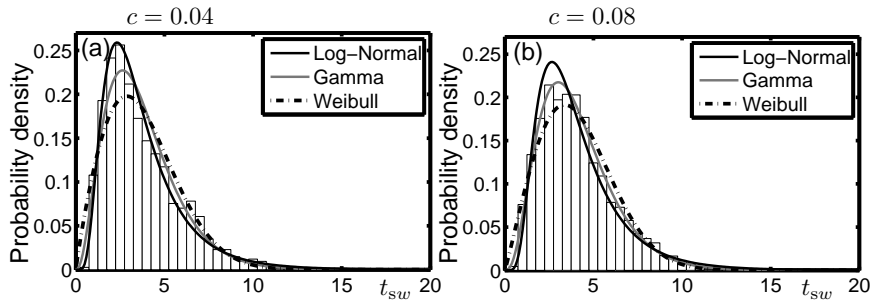 c = 0.04
c = 0.08
(a)
Log−Normal
Gamma
Weibull
Probability density
0.25
0.2
0.15
0.1
0.05
0
0
5
10
15
20
t_sw
(b)
Log−Normal
Gamma
Weibull
Probability density
0.25
0.2
0.15
0.1
0.05
0
0
5
10
15
20
t_sw